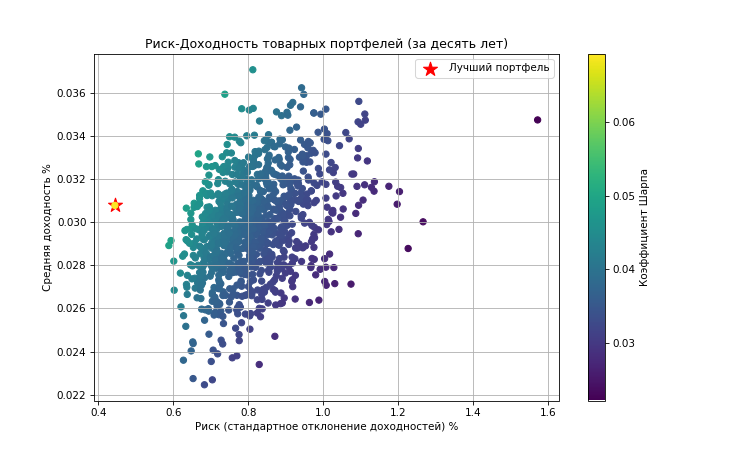 Риск-Доходность товарных портфелей (за десять лет)
Лучший портфель
Средняя доходность %
0.036
0.034
0.032
0.030
0.028
0.026
0.024
0.022
0.4 0.6 0.8 1.0 1.2 1.4 1.6
Риск (стандартное отклонение доходностей) %
0.06
0.05
0.04
0.03
Коэффициент Шарпа